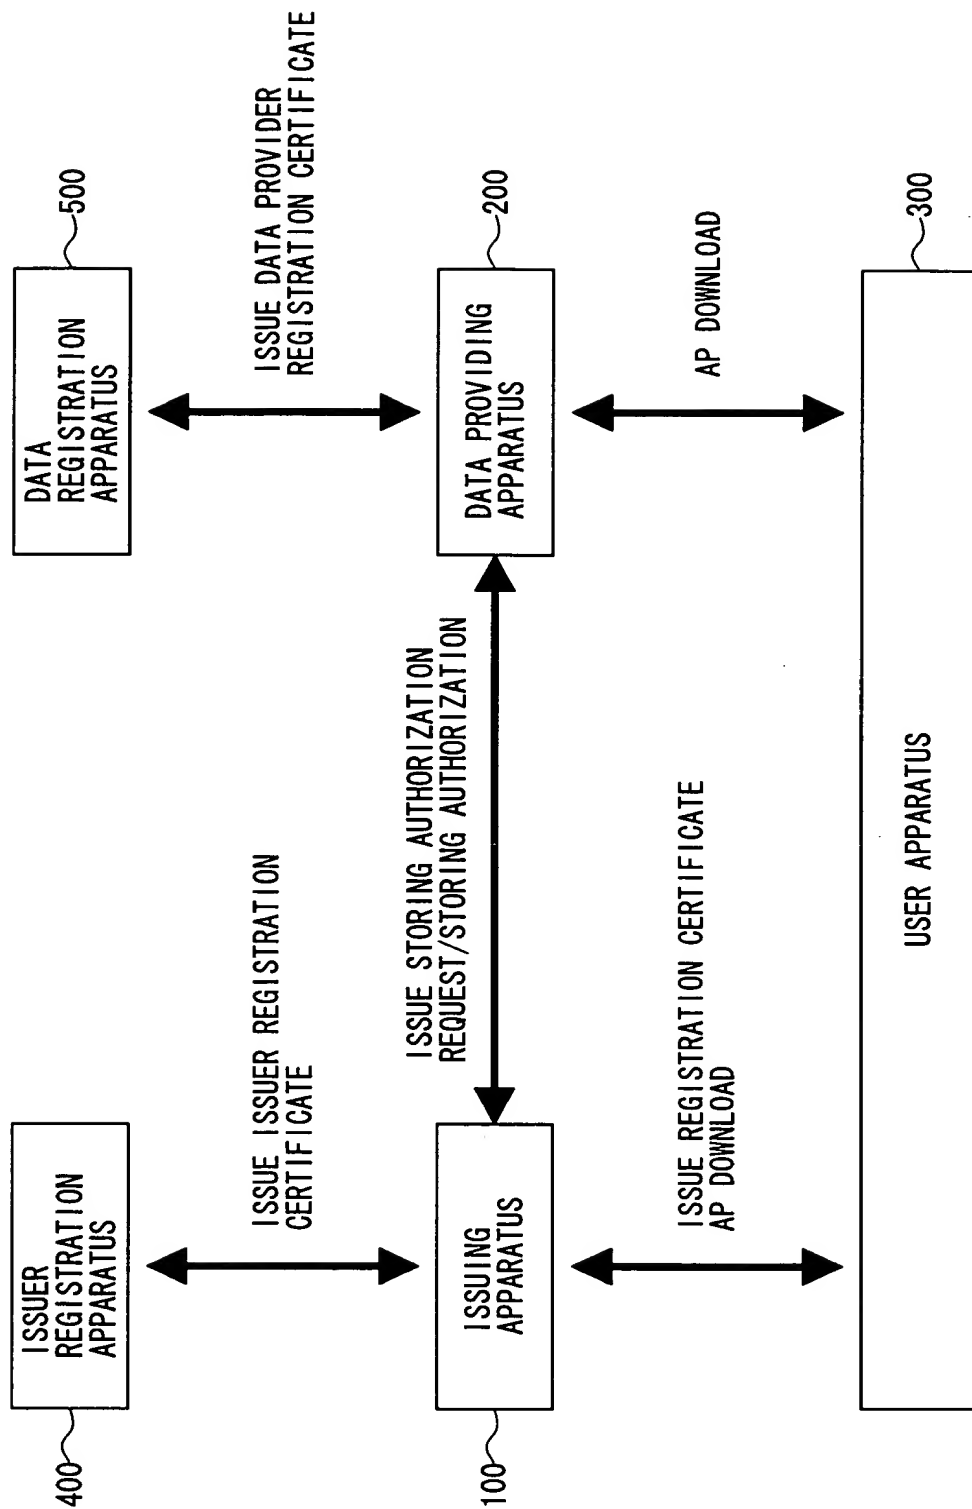 400
ISSUER
REGISTRATION
APPARATUS
DATA
REGISTRATION
APPARATUS
500
ISSUE ISSUER REGISTRATION
CERTIFICATE
ISSUE DATA PROVIDER
REGISTRATION CERTIFICATE
ISSUE STORING AUTHORIZATION
REQUEST/STORING AUTHORIZATION
100
ISSUING
APPARATUS
DATA PROVIDING
APPARATUS
200
ISSUE REGISTRATION CERTIFICATE
AP DOWNLOAD
AP DOWNLOAD
USER APPARATUS
300